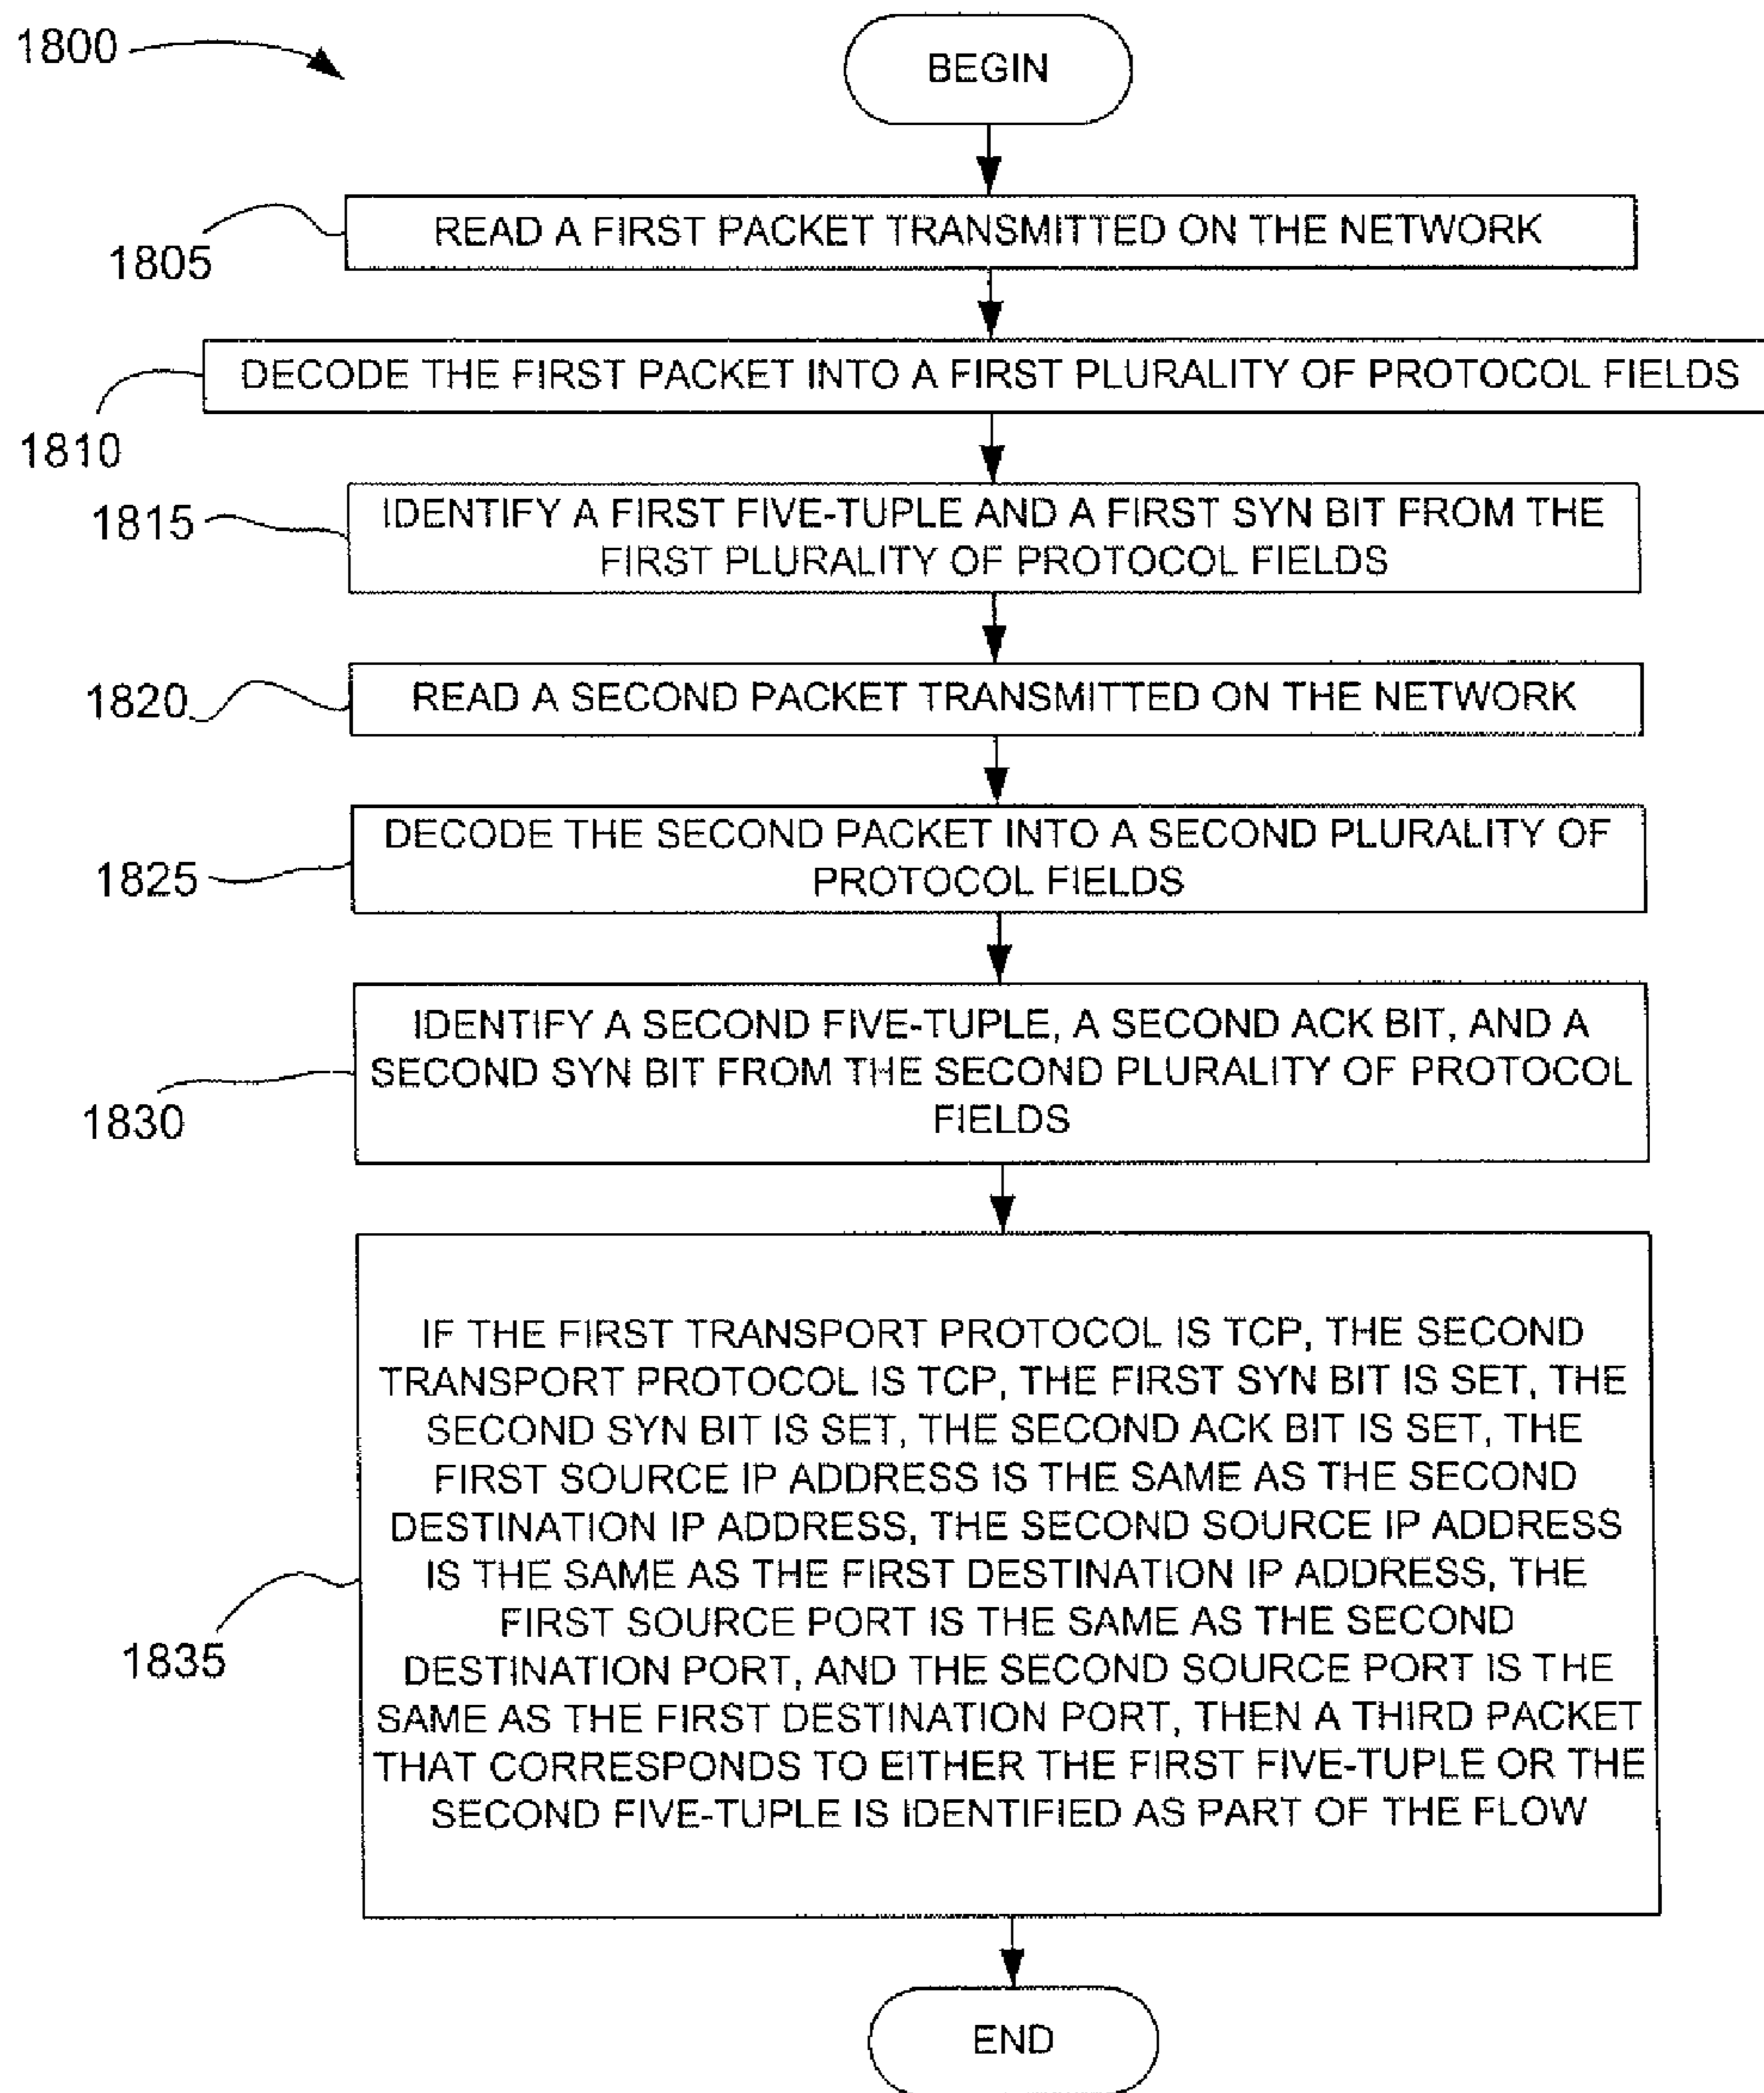 1800
BEGIN
READ A FIRST PACKET TRANSMITTED ON THE NETWORK
1805
DECODE THE FIRST PACKET INTO A FIRST PLURALITY OF PROTOCOL FIELDS
1810
IDENTIFY A FIRST FIVE-TUPLE AND A FIRST SYN BIT FROM THE
FIRST PLURALITY OF PROTOCOL FIELDS
1815
READ A SECOND PACKET TRANSMITTED ON THE NETWORK
1820
DECODE THE SECOND PACKET INTO A SECOND PLURALITY OF
PROTOCOL FIELDS
1825
IDENTIFY A SECOND FIVE-TUPLE, A SECOND ACK BIT, AND A
SECOND SYN BIT FROM THE SECOND PLURALITY OF PROTOCOL
FIELDS
1830
IF THE FIRST TRANSPORT PROTOCOL IS TCP, THE SECOND
TRANSPORT PROTOCOL IS TCP, THE FIRST SYN BIT IS SET, THE
SECOND SYN BIT IS SET, THE SECOND ACK BIT IS SET, THE
FIRST SOURCE IP ADDRESS IS THE SAME AS THE SECOND
DESTINATION IP ADDRESS, THE SECOND SOURCE IP ADDRESS
IS THE SAME AS THE FIRST DESTINATION IP ADDRESS, THE
FIRST SOURCE PORT IS THE SAME AS THE SECOND
DESTINATION PORT, AND THE SECOND SOURCE PORT IS THE
SAME AS THE FIRST DESTINATION PORT, THEN A THIRD PACKET
THAT CORRESPONDS TO EITHER THE FIRST FIVE-TUPLE OR THE
SECOND FIVE-TUPLE IS IDENTIFIED AS PART OF THE FLOW
1835
END